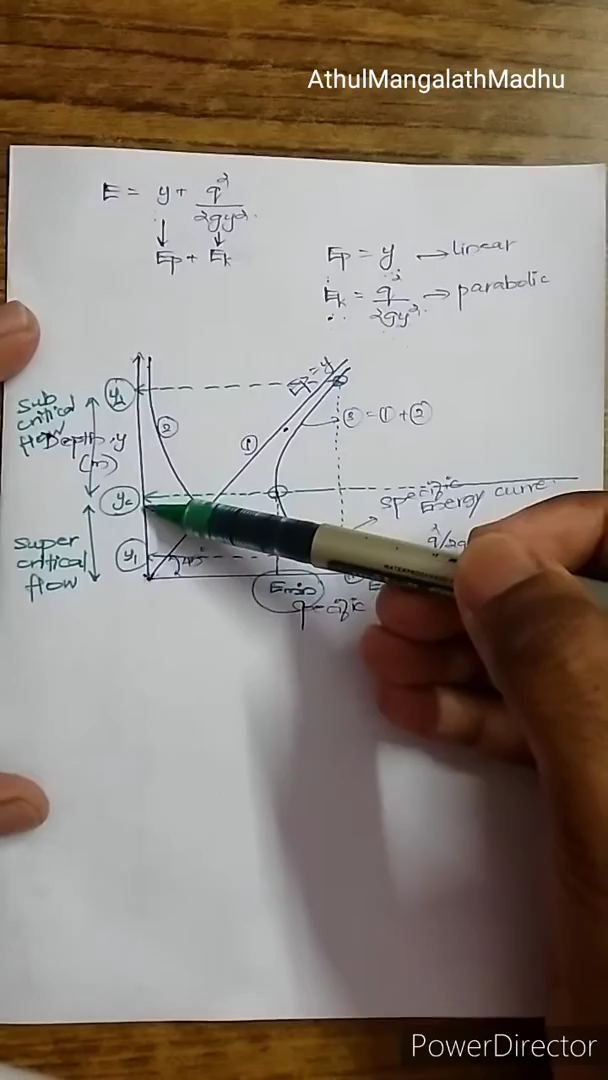 AthulMangalathMadhu
E = y + q²/2gy²
Ep + Ek
Ep = y → linear
Ek = q²/2gy² → parabolic
= y
y2
Sub
critical
flow
Depth, y
(m)
②
①
③ = ① + ②
yc
specific
Energy curve
Super
critical
flow
y1
45°
Emin
E
PowerDirector